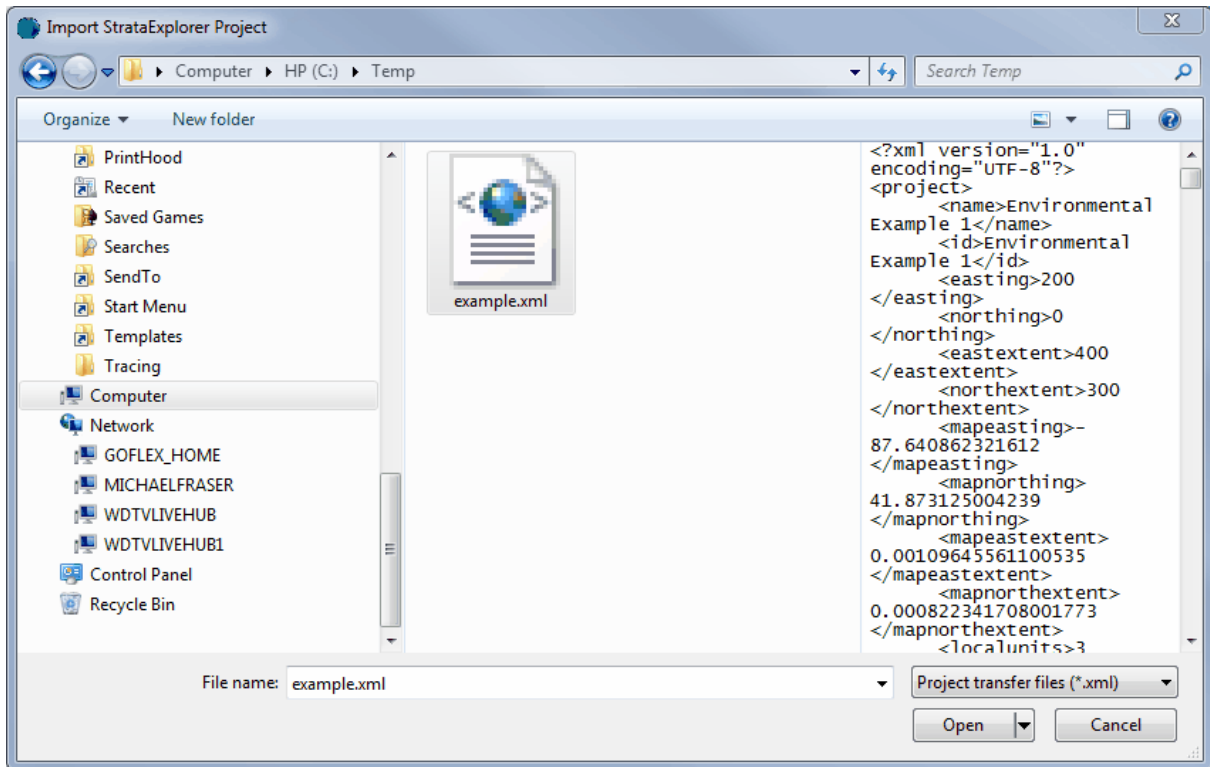 Import StrataExplorer Project
Computer HP (C:) Temp
Search Temp
Organize New folder
PrintHood
Recent
Saved Games
Searches
SendTo
Start Menu
Templates
Tracing
Computer
Network
GOFLEX_HOME
MICHAELFRASER
WDTVLIVEHUB
WDTVLIVEHUB1
Control Panel
Recycle Bin
example.xml
<?xml version="1.0"
encoding="UTF-8"?>
<project>
<name>Environmental
Example 1</name>
<id>Environmental
Example 1</id>
<easting>200
</easting>
<northing>0
</northing>
<eastextent>400
</eastextent>
<northextent>300
</northextent>
<mapeasting>-
87.640862321612
</mapeasting>
<mapnorthing>
41.873125004239
</mapnorthing>
<mapeastextent>
0.00109645561100535
</mapeastextent>
<mapnorthextent>
0.000822341708001773
</mapnorthextent>
<localunits>3
File name: example.xml
Project transfer files (*.xml)
Open Cancel